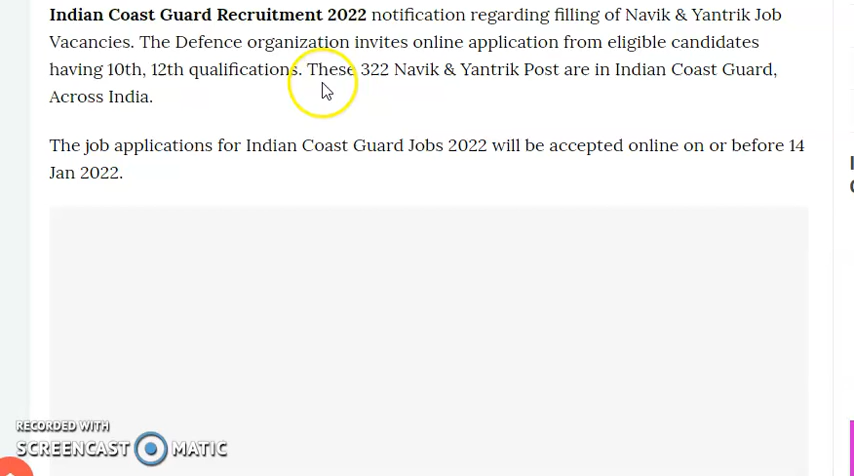 Indian Coast Guard Recruitment 2022 notification regarding filling of Navik & Yantrik Job
Vacancies. The Defence organization invites online application from eligible candidates
having 10th, 12th qualifications. These 322 Navik & Yantrik Post are in Indian Coast Guard,
Across India.
The job applications for Indian Coast Guard Jobs 2022 will be accepted online on or before 14
Jan 2022.
RECORDED WITH
SCREENCAST MATIC